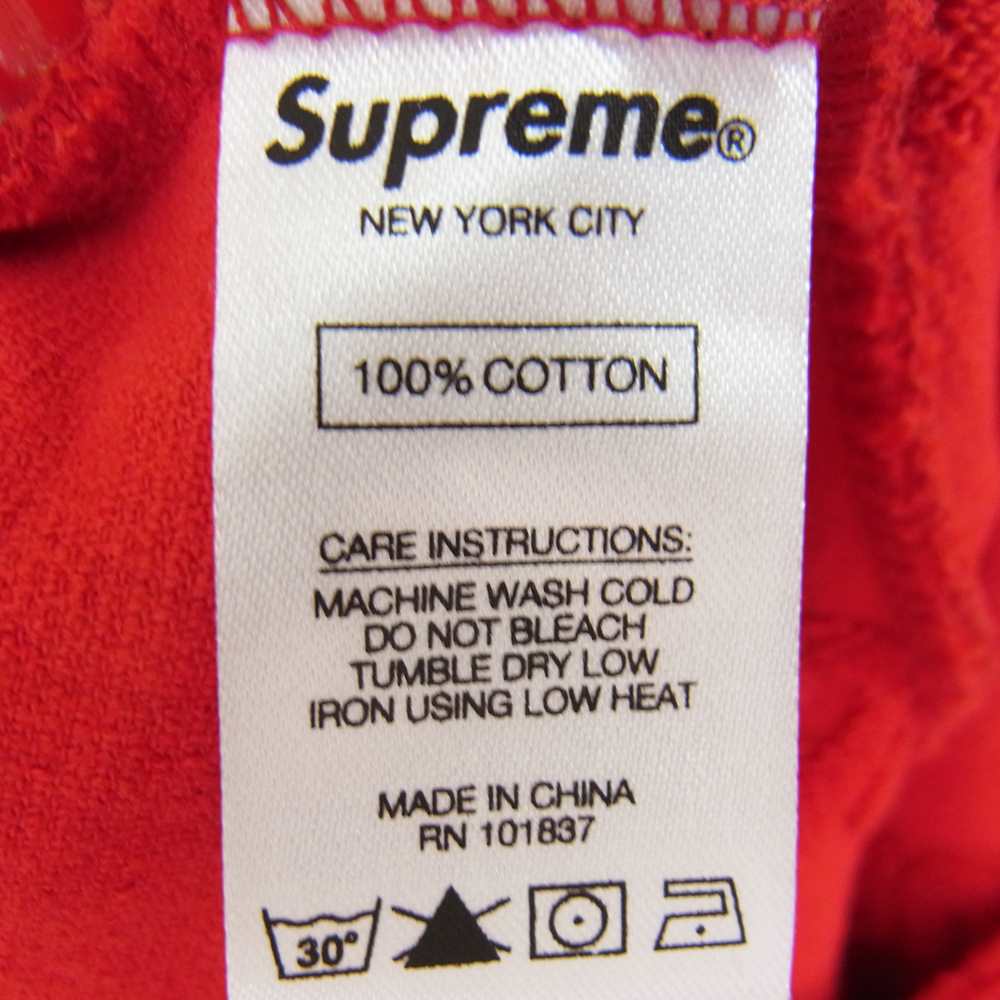 Supreme®
NEW YORK CITY
100% COTTON
CARE INSTRUCTIONS:
MACHINE WASH COLD
DO NOT BLEACH
TUMBLE DRY LOW
IRON USING LOW HEAT
MADE IN CHINA
RN 101837
30°